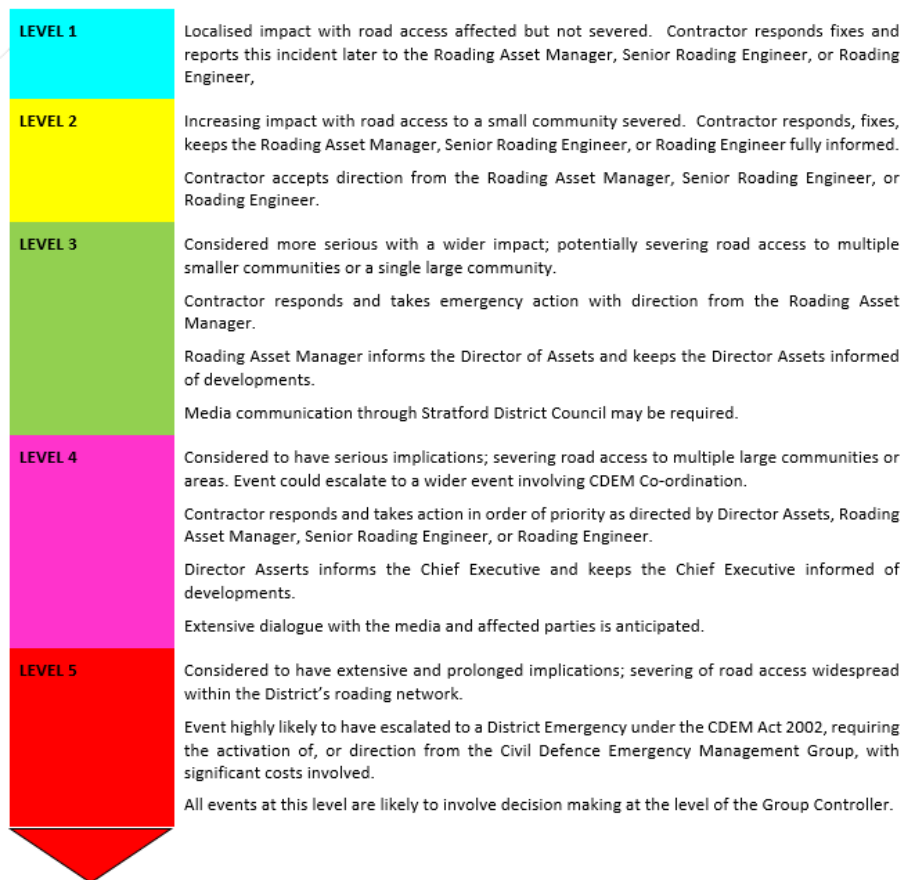 LEVEL 1
Localised impact with road access affected but not severed. Contractor responds fixes and
reports this incident later to the Roading Asset Manager, Senior Roading Engineer, or Roading
Engineer,
LEVEL 2
Increasing impact with road access to a small community severed. Contractor responds, fixes,
keeps the Roading Asset Manager, Senior Roading Engineer, or Roading Engineer fully informed.
Contractor accepts direction from the Roading Asset Manager, Senior Roading Engineer, or
Roading Engineer.
LEVEL 3
Considered more serious with a wider impact; potentially severing road access to multiple
smaller communities or a single large community.
Contractor responds and takes emergency action with direction from the Roading Asset
Manager.
Roading Asset Manager informs the Director of Assets and keeps the Director Assets informed
of developments.
Media communication through Stratford District Council may be required.
LEVEL 4
Considered to have serious implications; severing road access to multiple large communities or
areas. Event could escalate to a wider event involving CDEM Co-ordination.
Contractor responds and takes action in order of priority as directed by Director Assets, Roading
Asset Manager, Senior Roading Engineer, or Roading Engineer.
Director Asserts informs the Chief Executive and keeps the Chief Executive informed of
developments.
Extensive dialogue with the media and affected parties is anticipated.
LEVEL 5
Considered to have extensive and prolonged implications; severing of road access widespread
within the District's roading network.
Event highly likely to have escalated to a District Emergency under the CDEM Act 2002, requiring
the activation of, or direction from the Civil Defence Emergency Management Group, with
significant costs involved.
All events at this level are likely to involve decision making at the level of the Group Controller.